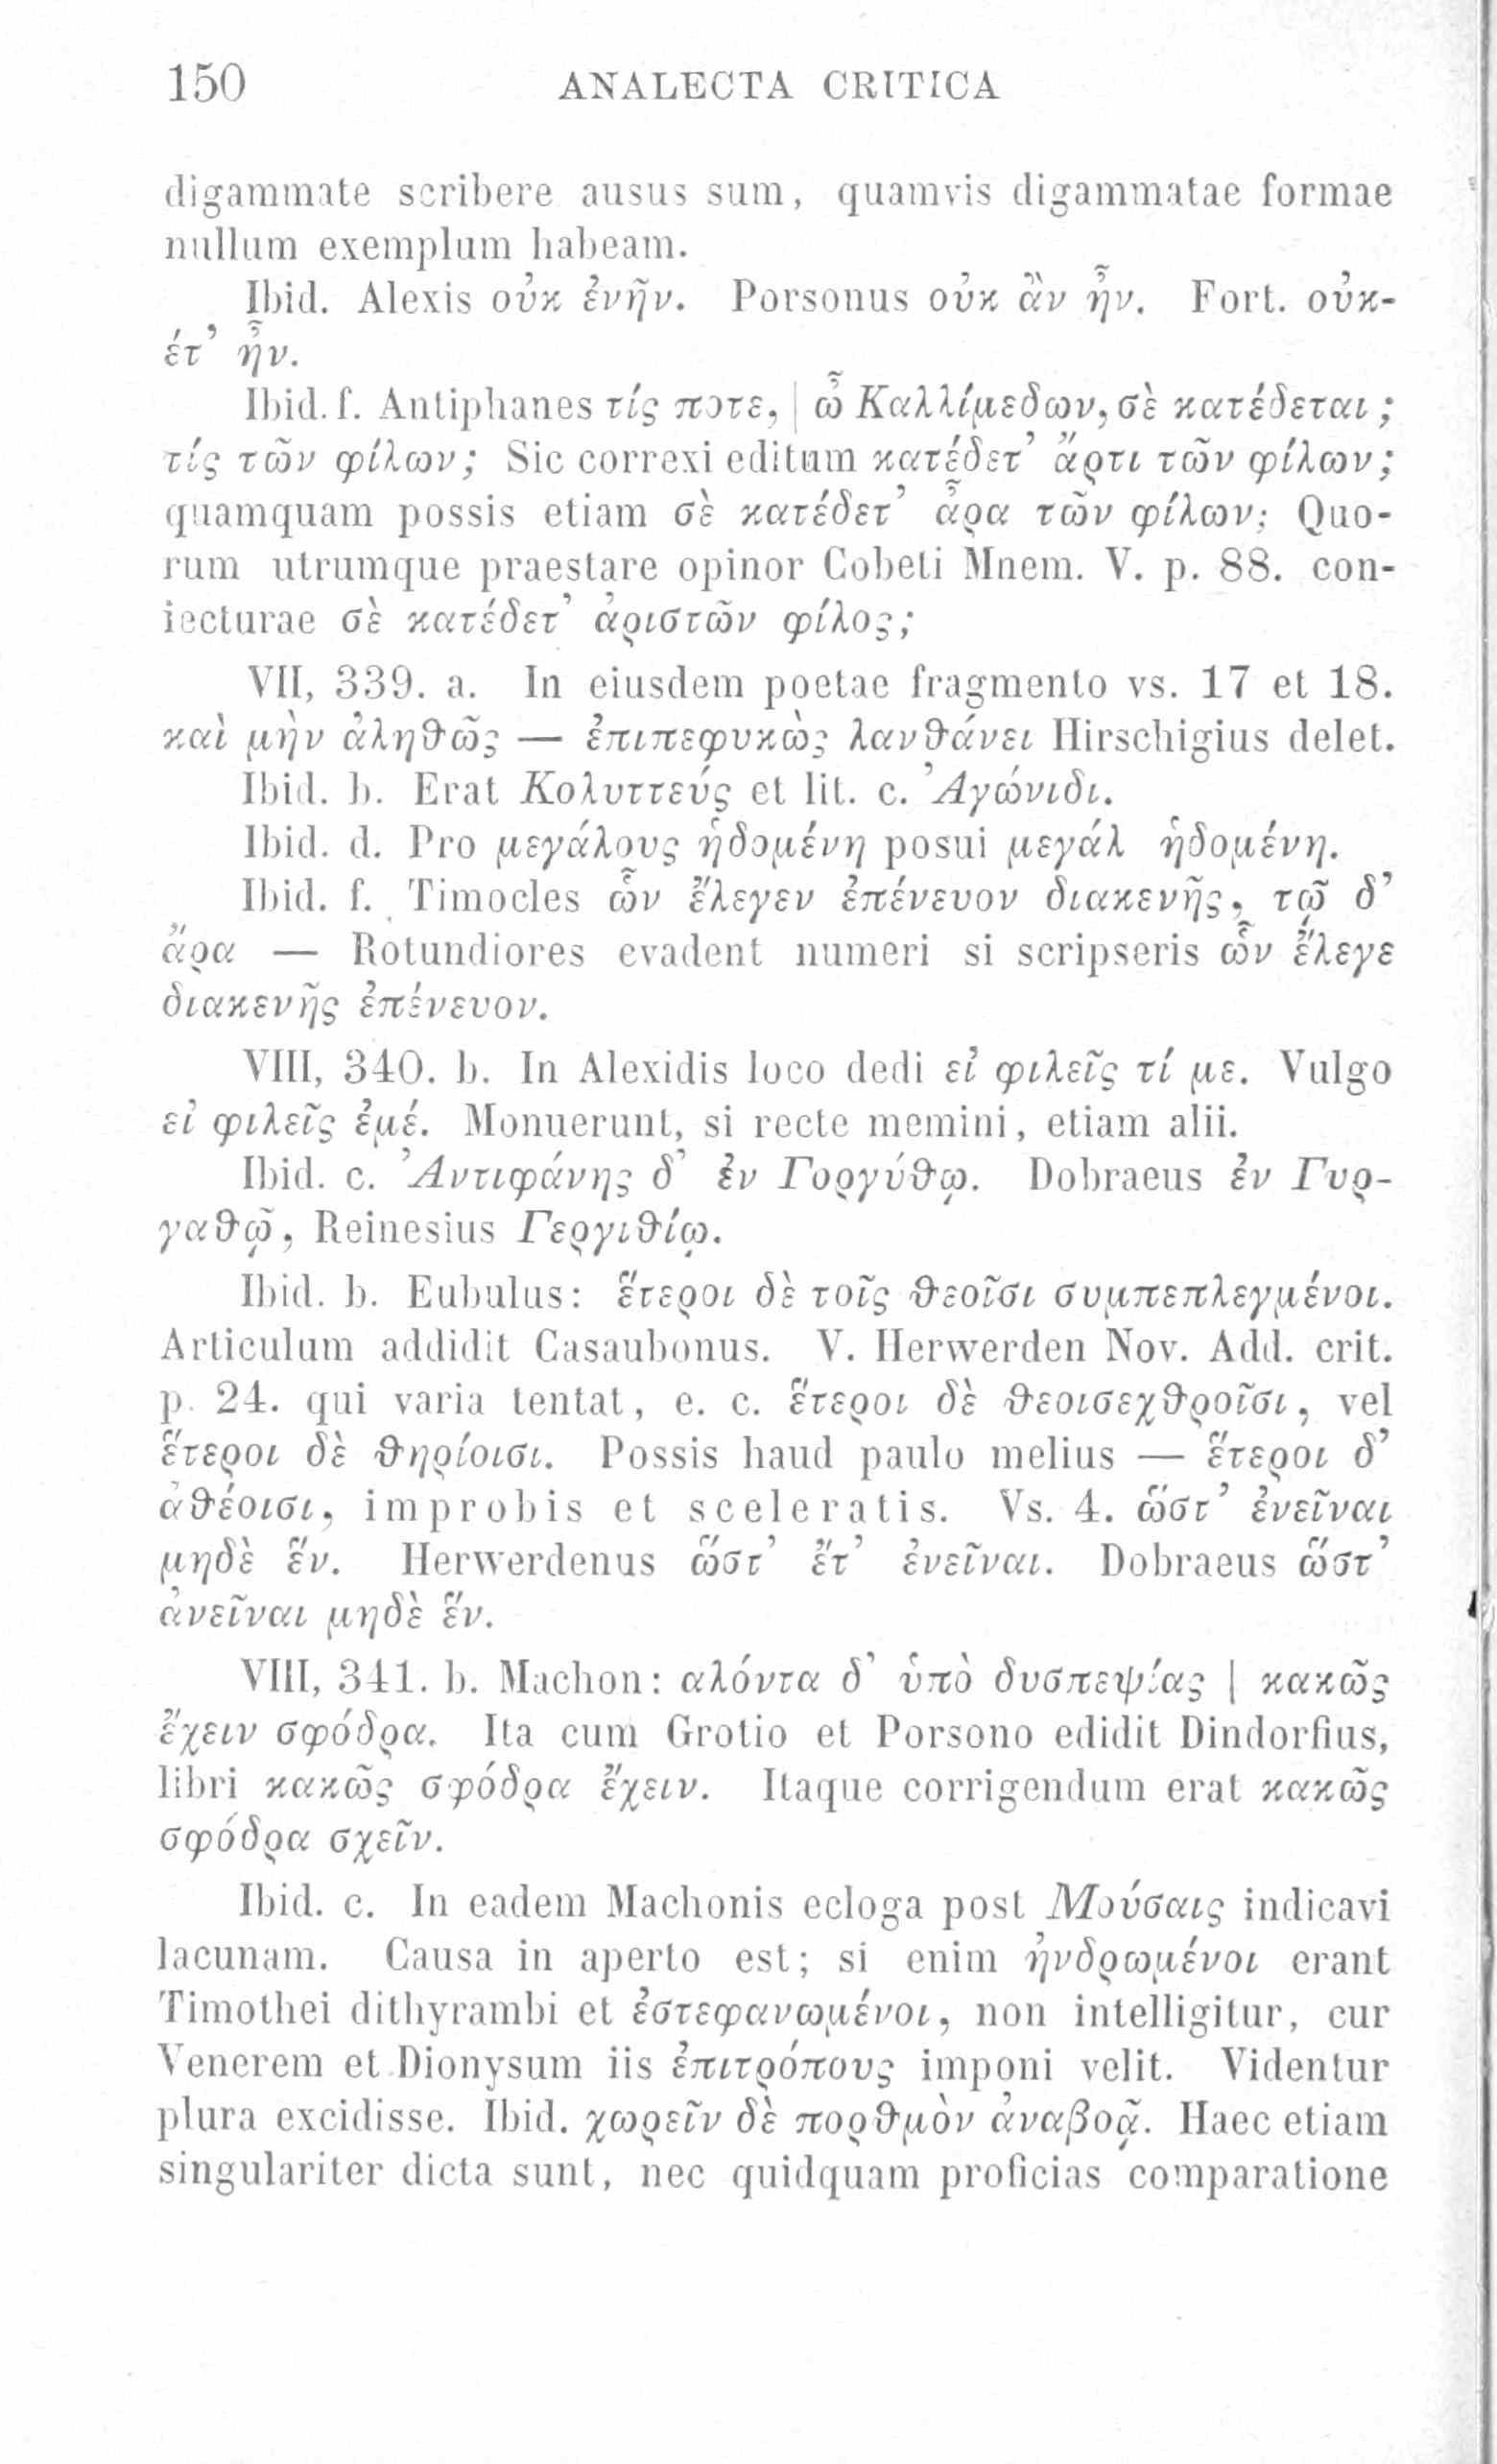 150 ANALECTA CRITICA
digammate scribere ausus sum, quamvis digammatae formae
nullum exemplum habeam.
Ibid. Alexis οὐκ ἐνῆν. Porsonus οὐκ ἂν ἦν. Fort. οὐκ-
έτ’ ἦν.
Ibid. f. Antiphanes τίς ποτε, | ὦ Καλλίμεδων, σὲ κατέδεται;
τίς τῶν φίλων; Sic correxi editum κατέδετ’ ἄρτι τῶν φίλων;
quamquam possis etiam σὲ κατέδετ’ ἆρα τῶν φίλων; Quo-
rum utrumque praestare opinor Cobeti Mnem. V. p. 88. con-
iecturae σὲ κατέδετ’ ἀριστῶν φίλος;
VII, 339. a. In eiusdem poetae fragmento vs. 17 et 18.
καὶ μὴν ἀληθῶς — ἐπιπεφυκὼς λανθάνει Hirschigius delet.
Ibid. b. Erat Κολυττεύς et lit. c. Ἀγώνιδι.
Ibid. d. Pro μεγάλους ἡδομένη posui μεγάλ ἡδομένη.
Ibid. f. Timocles ὧν ἔλεγεν ἐπένευον διακενῆς, τῷ δ’
ἄρα — Rotundiores evadent numeri si scripseris ὧν ἔλεγε
διακενῆς ἐπένευον.
VIII, 340. b. In Alexidis loco dedi εἰ φιλεῖς τί με. Vulgo
εἰ φιλεῖς ἐμέ. Monuerunt, si recte memini, etiam alii.
Ibid. c. Ἀντιφάνης δ’ ἐν Γοργύθῳ. Dobraeus ἐν Γυρ-
γαθῷ, Reinesius Γεργιθίῳ.
Ibid. b. Eubulus: ἕτεροι δὲ τοῖς θεοῖσι συμπεπλεγμένοι.
Articulum addidit Casaubonus. V. Herwerden Nov. Add. crit.
p. 24. qui varia tentat, e. c. ἕτεροι δὲ θεοισεχθροῖσι, vel
ἕτεροι δὲ θηρίοισι. Possis haud paulo melius — ἕτεροι δ’
ἀθέοισι, improbis et sceleratis. Vs. 4. ὥστ’ ἐνεῖναι
μηδὲ ἕν. Herwerdenus ὥστ’ ἔτ’ ἐνεῖναι. Dobraeus ὥστ’
ἀνεῖναι μηδὲ ἕν.
VIII, 341. b. Machon: αλόντα δ’ ὑπὸ δυσπεψίας | κακῶς
ἔχειν σφόδρα. Ita cum Grotio et Porsono edidit Dindorfius,
libri κακῶς σφόδρα ἔχειν. Itaque corrigendum erat κακῶς
σφόδρα σχεῖν.
Ibid. c. In eadem Machonis ecloga post Μούσαις indicavi
lacunam. Causa in aperto est; si enim ἠνδρωμένοι erant
Timothei dithyrambi et ἐστεφανωμένοι, non intelligitur, cur
Venerem et Dionysum iis ἐπιτρόπους imponi velit. Videntur
plura excidisse. Ibid. χωρεῖν δὲ πορθμὸν ἀναβοᾷ. Haec etiam
singulariter dicta sunt, nec quidquam proficias comparatione